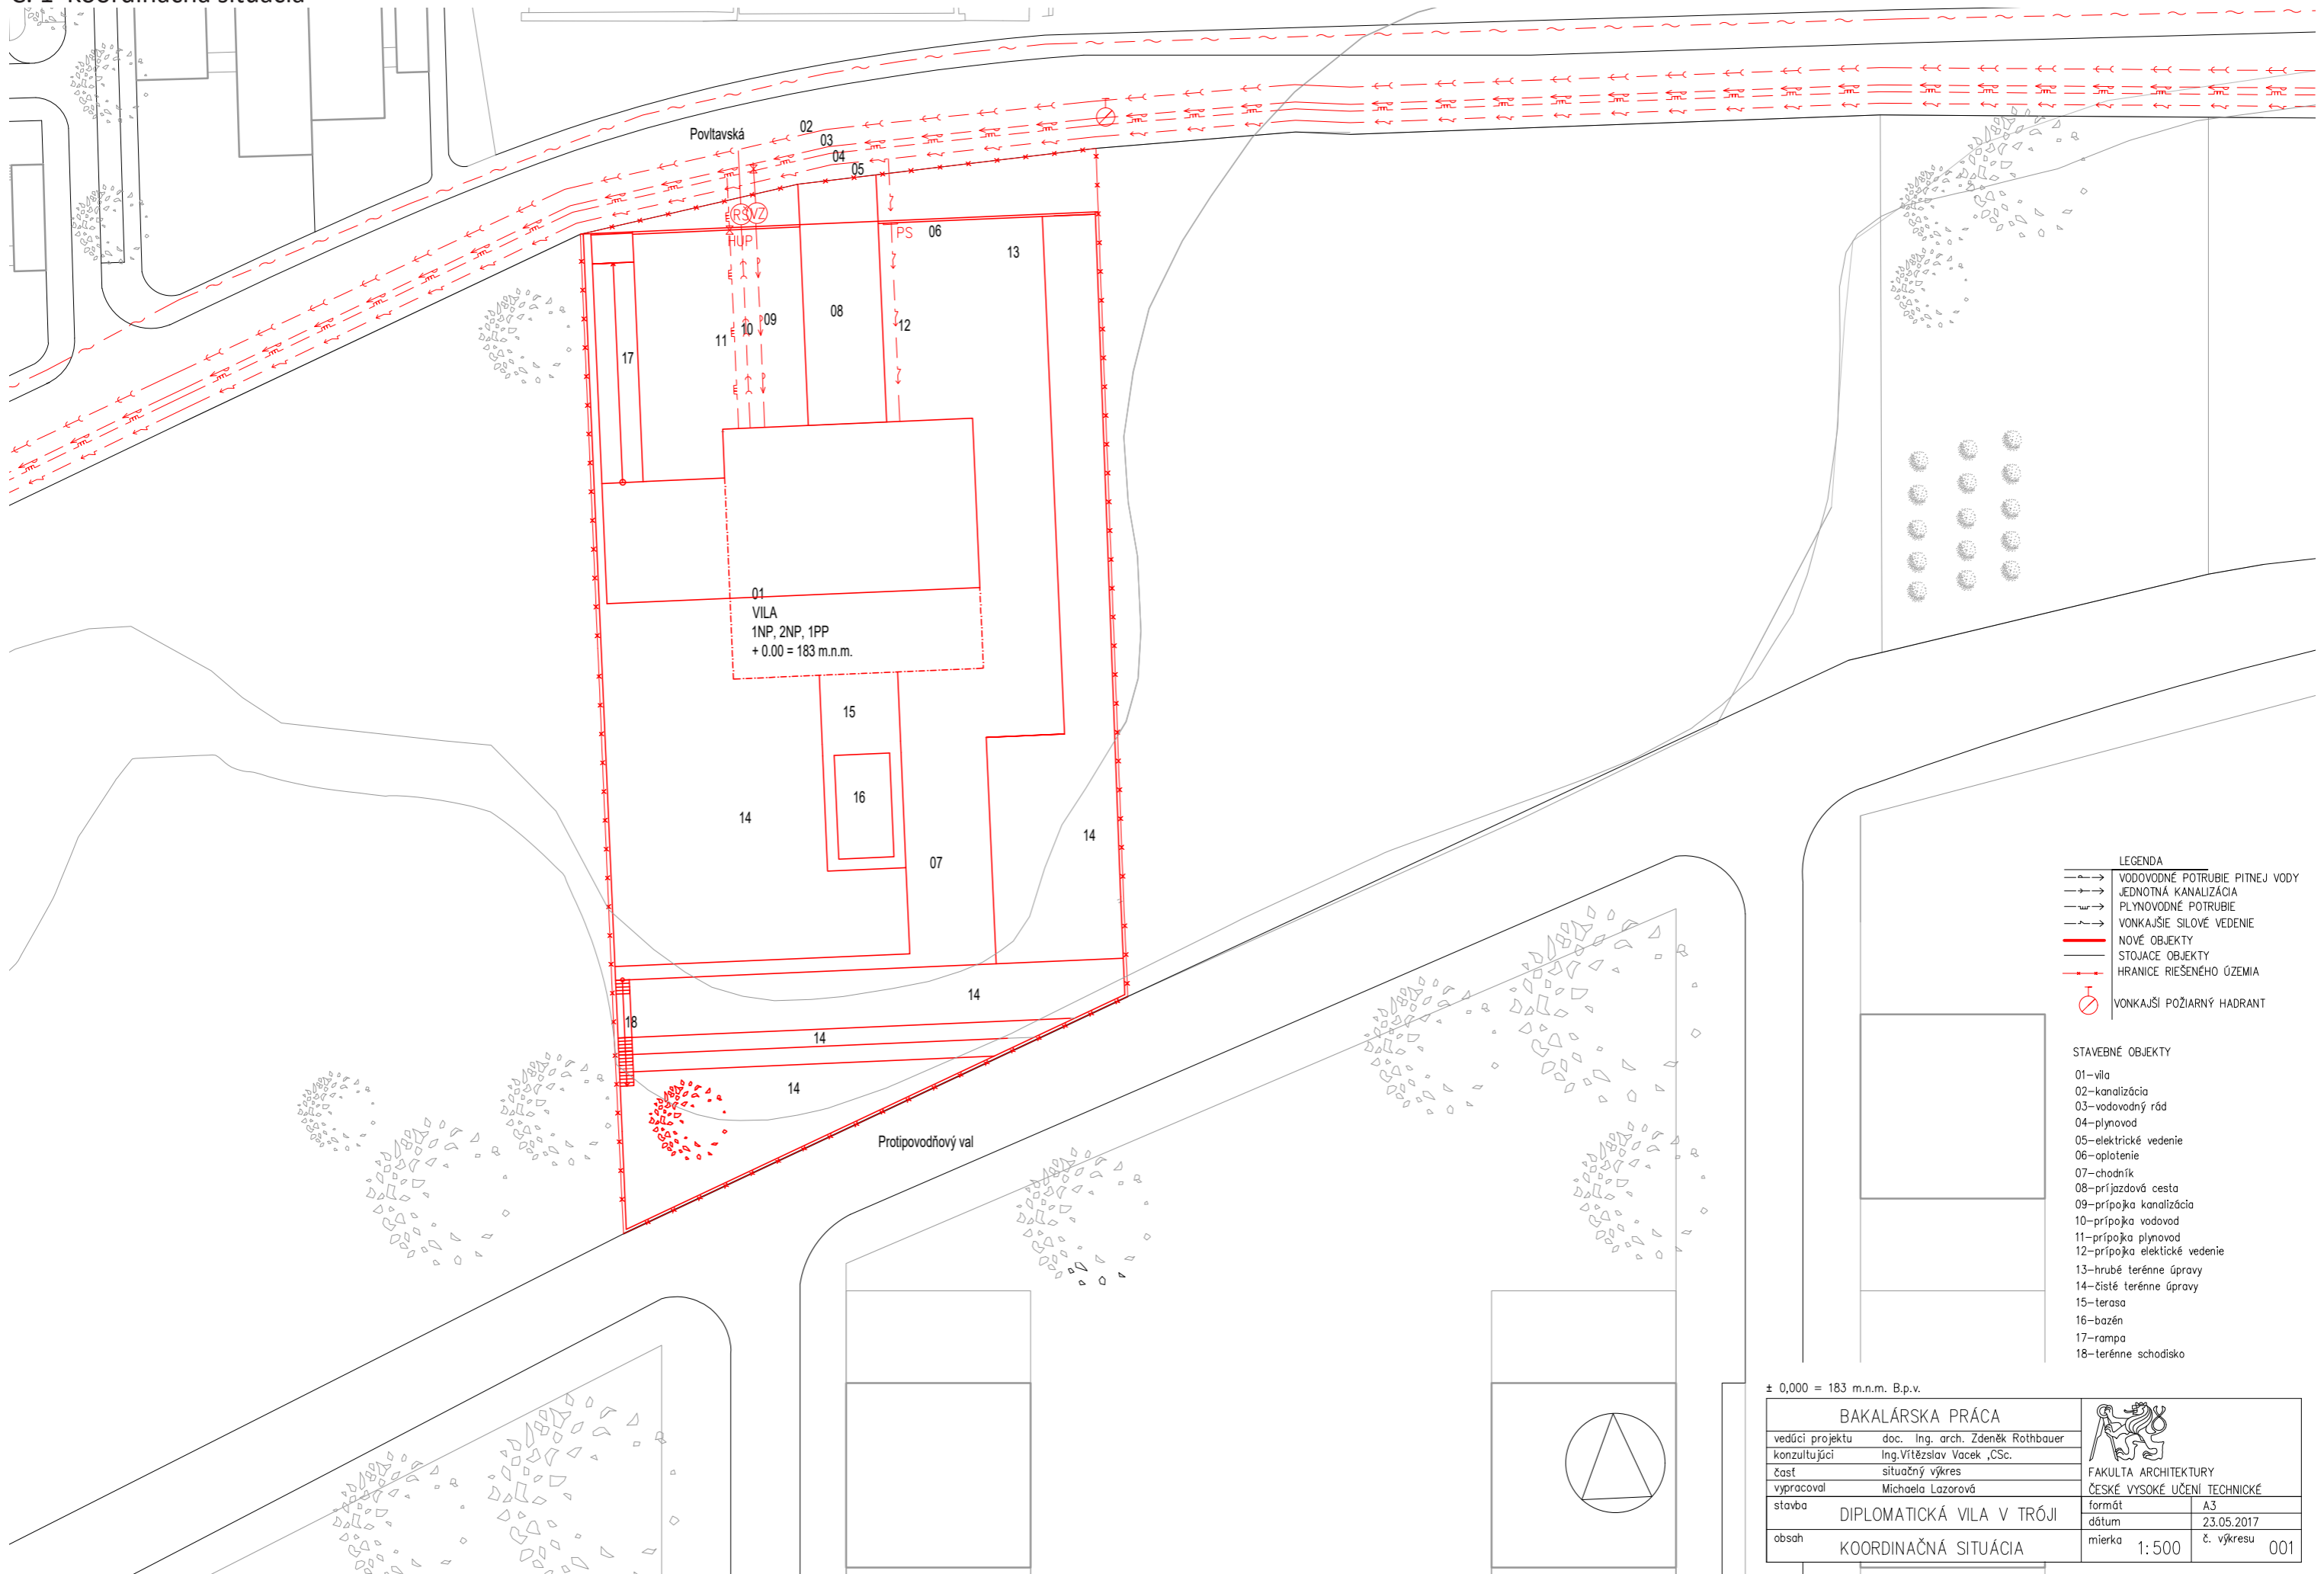 C. 2 Koordinačná situácia
Povltavská
02
03
04
05
RŠ
VZ
HUP
PS
06
13
08
09
10
11
12
17
01
VILA
1NP, 2NP, 1PP
+ 0.00 = 183 m.n.m.
15
16
14
14
07
14
18
14
14
Protipovodňový val
LEGENDA
VODOVODNÉ POTRUBIE PITNEJ VODY
JEDNOTNÁ KANALIZÁCIA
PLYNOVODNÉ POTRUBIE
VONKAJŠIE SILOVÉ VEDENIE
NOVÉ OBJEKTY
STOJACE OBJEKTY
HRANICE RIEŠENÉHO ÚZEMIA
VONKAJŠÍ POŽIARNÝ HADRANT
STAVEBNÉ OBJEKTY
01-vila
02-kanalizácia
03-vodovodný rád
04-plynovod
05-elektrické vedenie
06-oplotenie
07-chodník
08-príjazdová cesta
09-prípojka kanalizácia
10-prípojka vodovod
11-prípojka plynovod
12-prípojka elektické vedenie
13-hrubé terénne úpravy
14-čisté terénne úpravy
15-terasa
16-bazén
17-rampa
18-terénne schodisko
± 0,000 = 183 m.n.m. B.p.v.
BAKALÁRSKA PRÁCA
vedúci projektu doc. Ing. arch. Zdeněk Rothbauer
konzultujúci Ing.Vítězslav Vacek ,CSc.
časť situačný výkres
vypracoval Michaela Lazorová
FAKULTA ARCHITEKTURY
ČESKÉ VYSOKÉ UČENÍ TECHNICKÉ
stavba DIPLOMATICKÁ VILA V TRÓJI
formát A3
dátum 23.05.2017
obsah KOORDINAČNÁ SITUÁCIA
mierka 1:500 č. výkresu 001